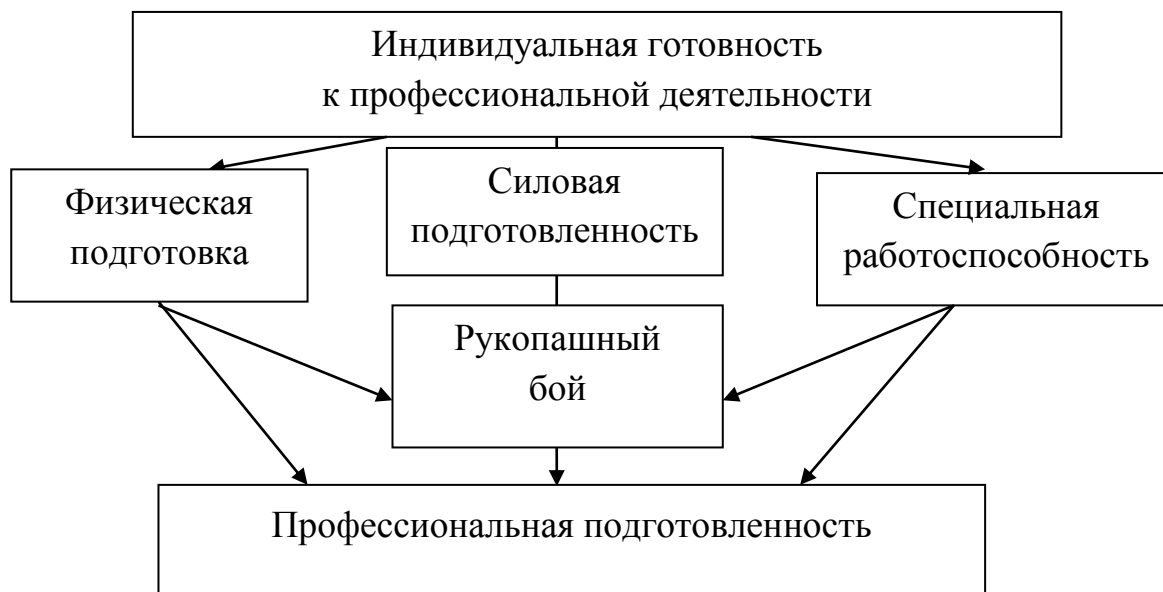 Индивидуальная готовность
к профессиональной деятельности
Физическая
подготовка
Силовая
подготовленность
Специальная
работоспособность
Рукопашный
бой
Профессиональная подготовленность